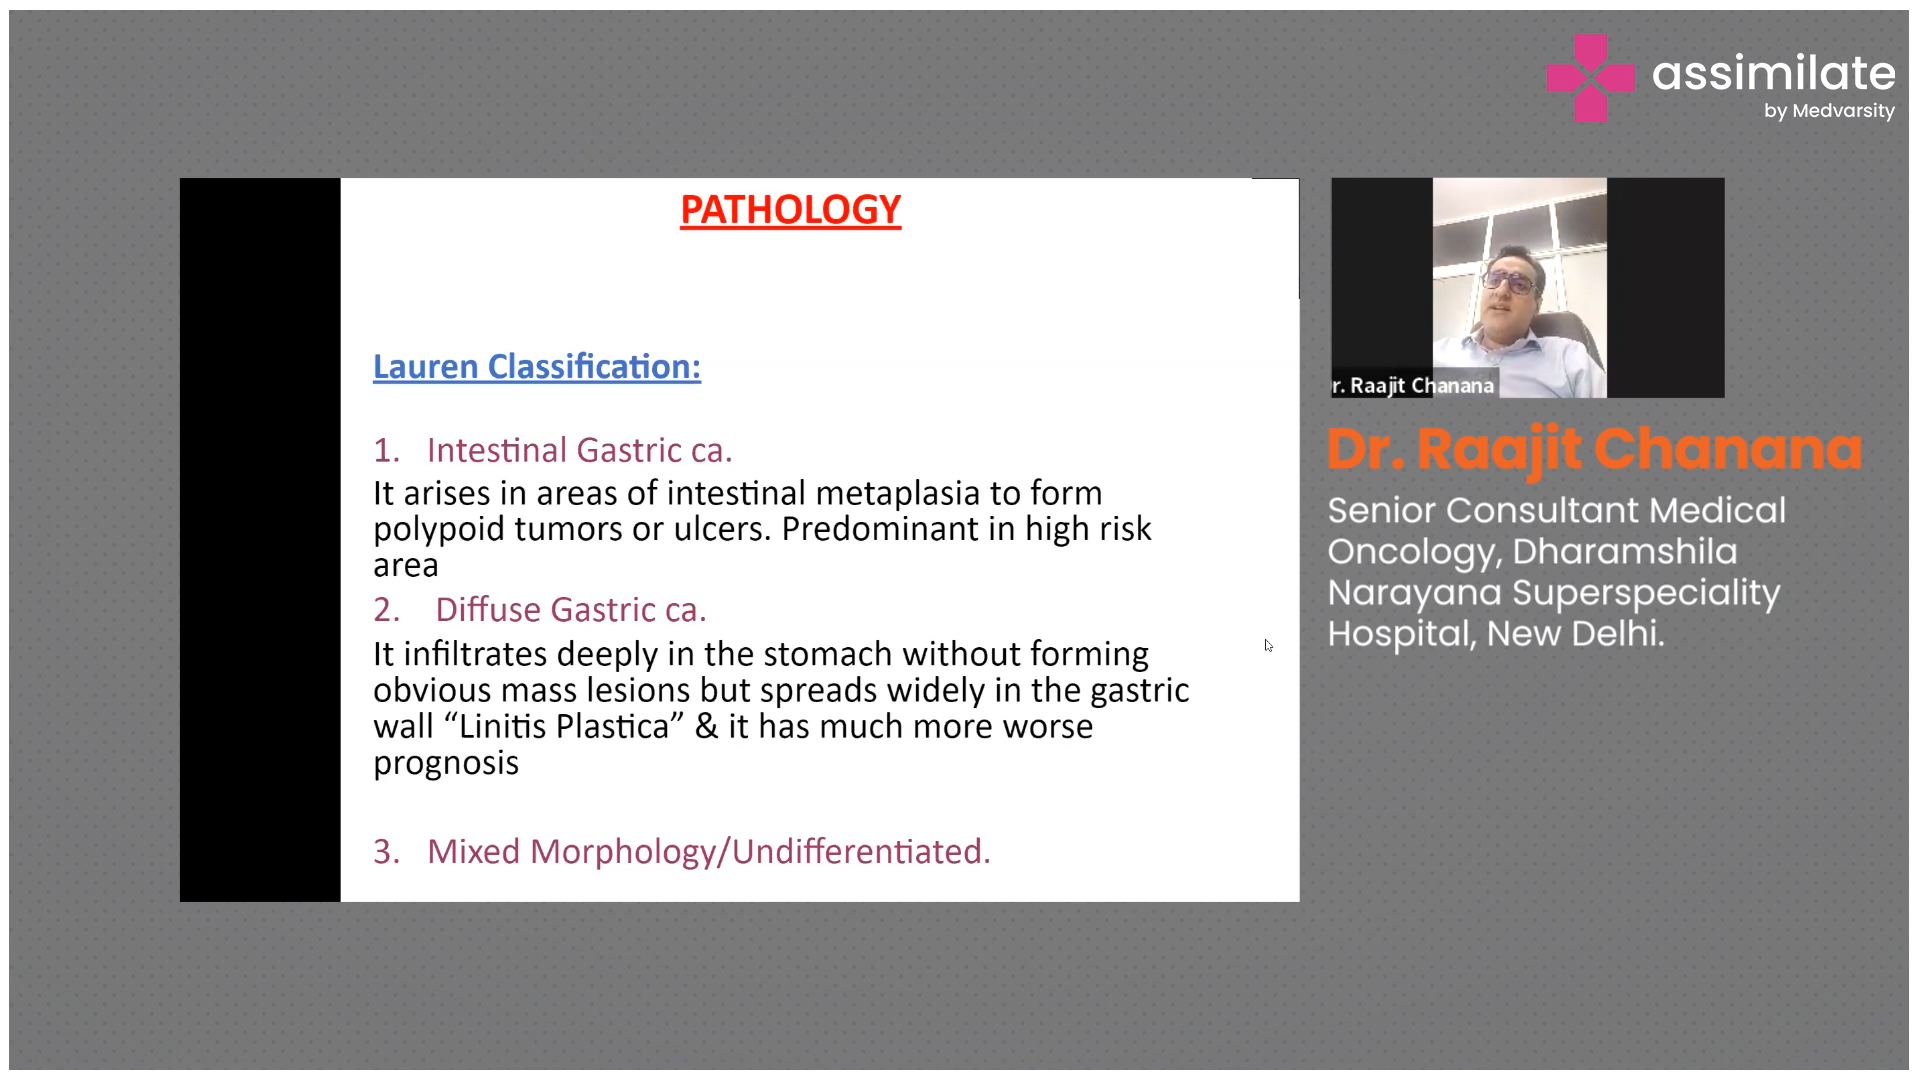 assimilate
by Medvarsity
PATHOLOGY
Lauren Classification:
1. Intestinal Gastric ca.
It arises in areas of intestinal metaplasia to form
polypoid tumors or ulcers. Predominant in high risk
area
2. Diffuse Gastric ca.
It infiltrates deeply in the stomach without forming
obvious mass lesions but spreads widely in the gastric
wall “Linitis Plastica” & it has much more worse
prognosis
3. Mixed Morphology/Undifferentiated.
r. Raajit Chanana
Dr. Raajit Chanana
Senior Consultant Medical
Oncology, Dharamshila
Narayana Superspeciality
Hospital, New Delhi.